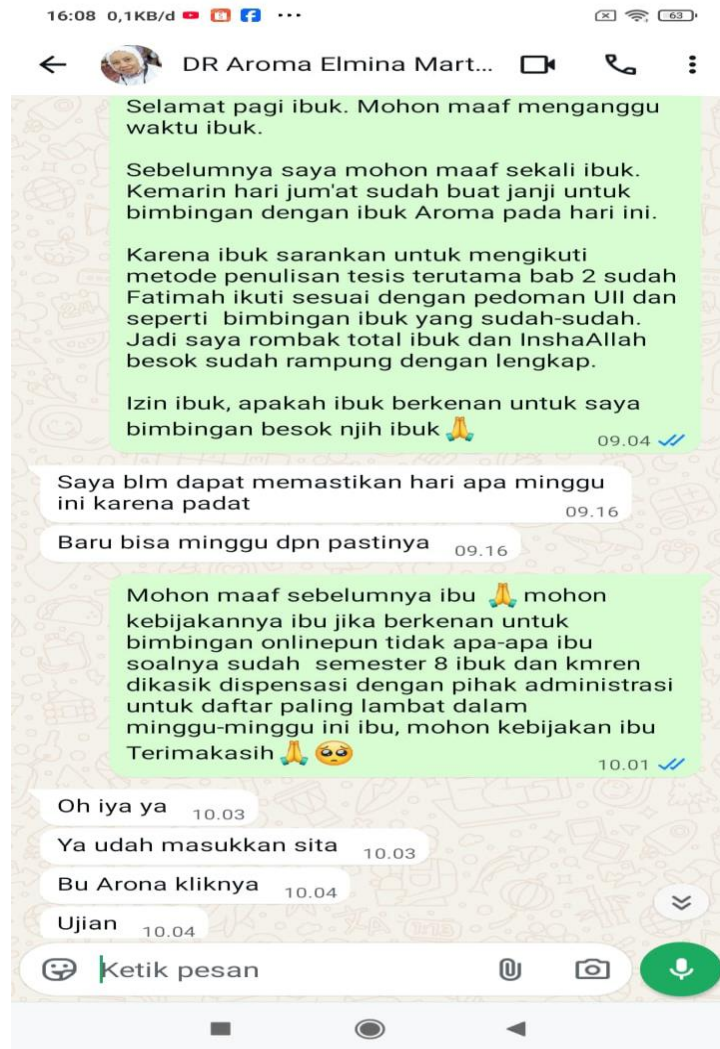 16:08 0,1KB/d
63
DR Aroma Elmina Mart...
Selamat pagi ibuk. Mohon maaf menganggu
waktu ibuk.
Sebelumnya saya mohon maaf sekali ibuk.
Kemarin hari jum'at sudah buat janji untuk
bimbingan dengan ibuk Aroma pada hari ini.
Karena ibuk sarankan untuk mengikuti
metode penulisan tesis terutama bab 2 sudah
Fatimah ikuti sesuai dengan pedoman UII dan
seperti bimbingan ibuk yang sudah-sudah.
Jadi saya rombak total ibuk dan InshaAllah
besok sudah rampung dengan lengkap.
Izin ibuk, apakah ibuk berkenan untuk saya
bimbingan besok njih ibuk 🙏
09.04
Saya blm dapat memastikan hari apa minggu
ini karena padat
09.16
Baru bisa minggu dpn pastinya 09.16
Mohon maaf sebelumnya ibu 🙏 mohon
kebijakannya ibu jika berkenan untuk
bimbingan onlinepun tidak apa-apa ibu
soalnya sudah semester 8 ibuk dan kmren
dikasik dispensasi dengan pihak administrasi
untuk daftar paling lambat dalam
minggu-minggu ini ibu, mohon kebijakan ibu
Terimakasih 🙏🥺
10.01
Oh iya ya 10.03
Ya udah masukkan sita 10.03
Bu Arona kliknya 10.04
Ujian 10.04
Ketik pesan